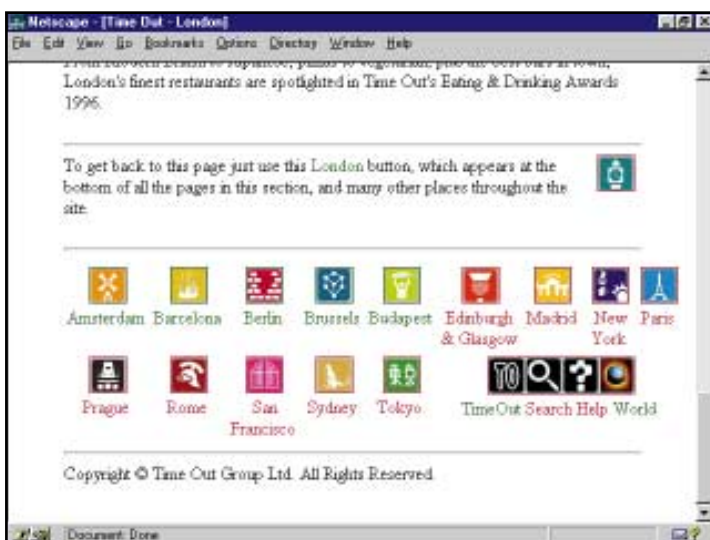 Netscape - [Time Out - London]
File Edit View Go Bookmarks Options Directory Window Help
London's finest restaurants are spotlighted in Time Out's Eating & Drinking Awards
1996.
To get back to this page just use this London button, which appears at the
bottom of all the pages in this section, and many other places throughout the
site.
Amsterdam Barcelona Berlin Brussels Budapest Edinburgh Madrid New Paris
& Glasgow York
Prague Rome San Sydney Tokyo TimeOut Search Help World
Francisco
Copyright © Time Out Group Ltd. All Rights Reserved.
Document: Done